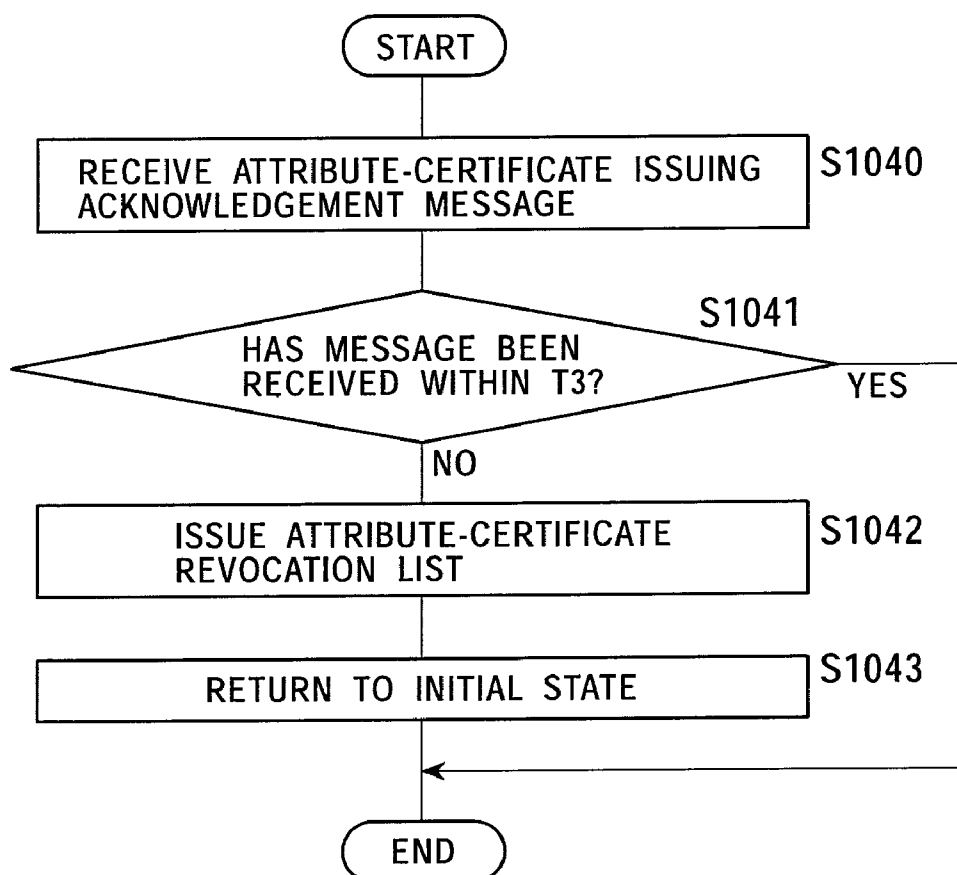 START
RECEIVE ATTRIBUTE-CERTIFICATE ISSUING
ACKNOWLEDGEMENT MESSAGE
S1040
S1041
HAS MESSAGE BEEN
RECEIVED WITHIN T3?
YES
NO
ISSUE ATTRIBUTE-CERTIFICATE
REVOCATION LIST
S1042
RETURN TO INITIAL STATE
S1043
END